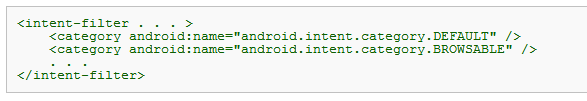 <intent-filter . . . >
    <category android:name="android.intent.category.DEFAULT" />
    <category android:name="android.intent.category.BROWSABLE" />
    . . .
</intent-filter>